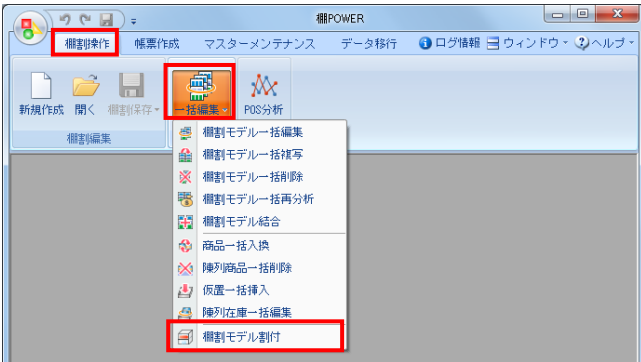 棚POWER
棚割操作 帳票作成 マスターメンテナンス データ移行 ログ情報 ウィンドウ ヘルプ
新規作成 開く 棚割保存 一括編集 POS分析
棚割編集
棚割モデル一括編集
棚割モデル一括複写
棚割モデル一括削除
棚割モデル一括再分析
棚割モデル結合
商品一括入換
陳列商品一括削除
仮置一括挿入
陳列在庫一括編集
棚割モデル割付